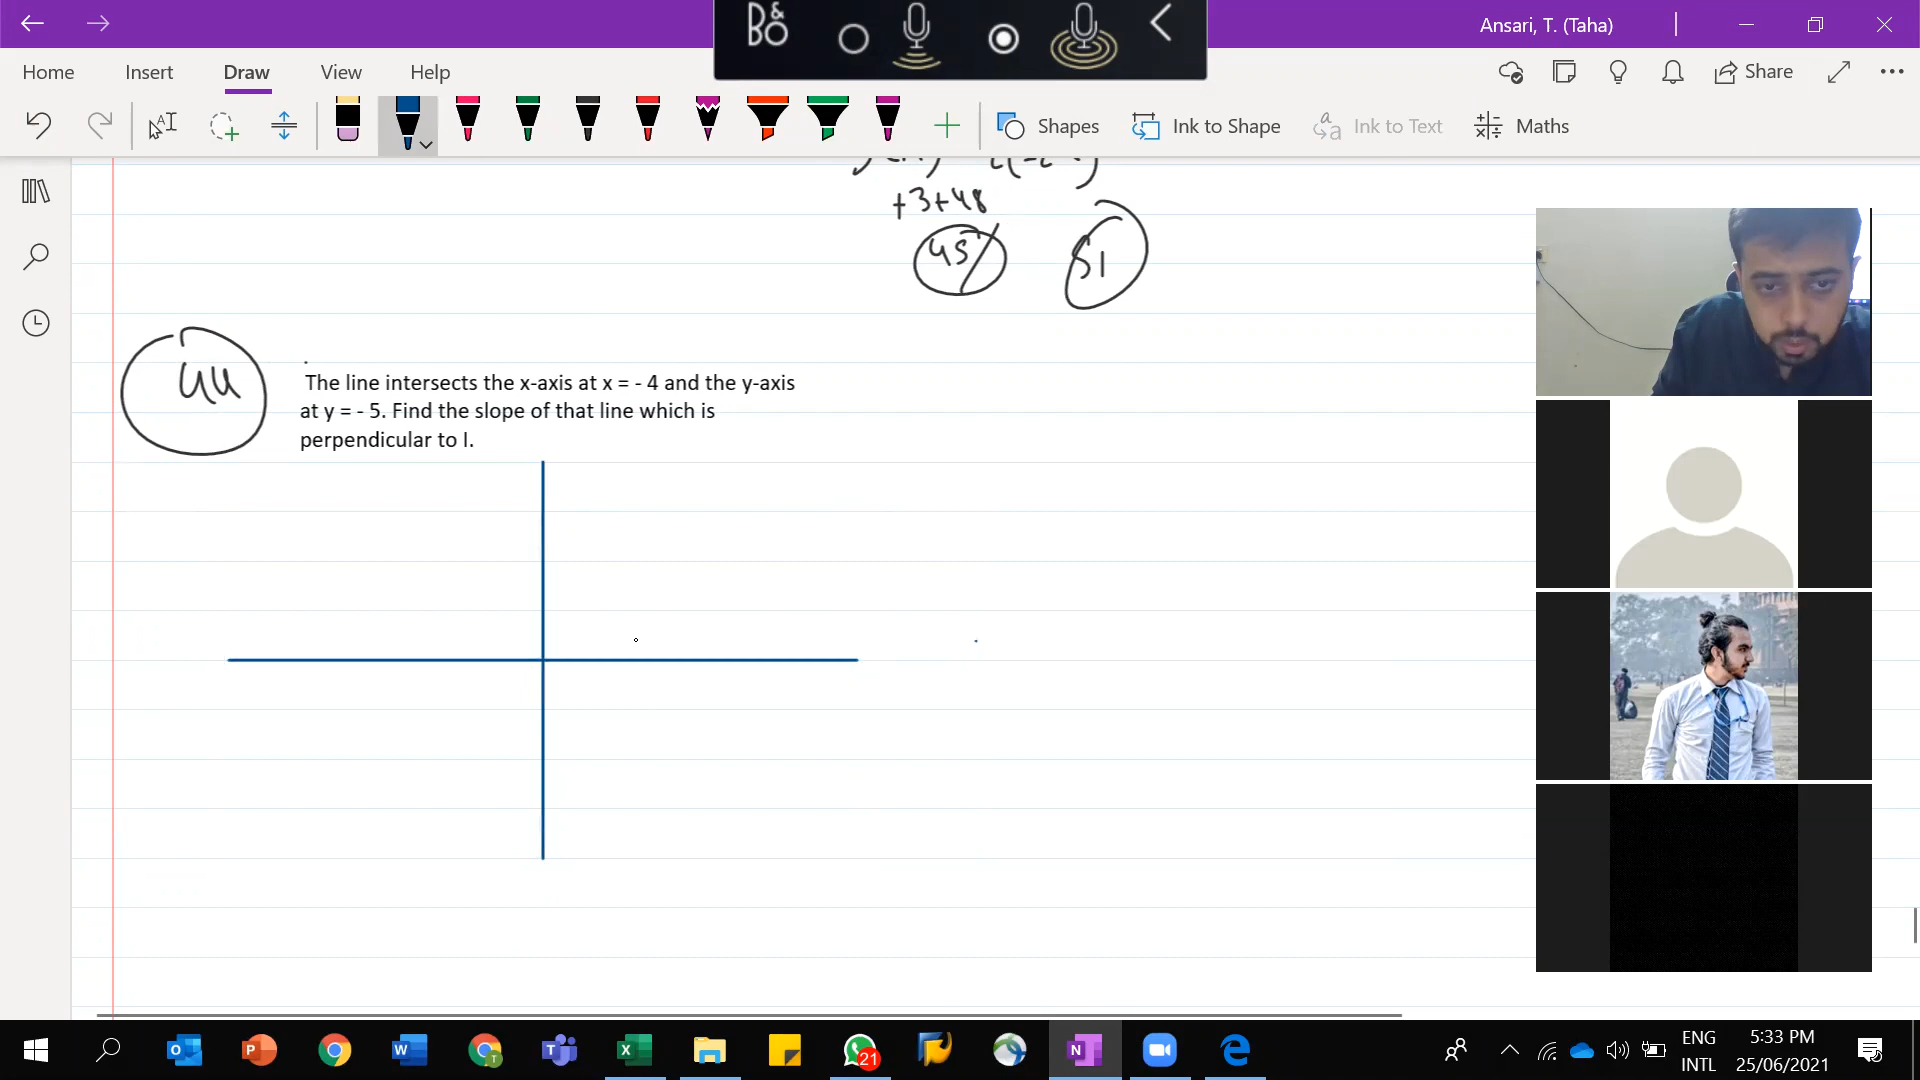 Ansari, T. (Taha)
B&O
Home Insert Draw View Help
Share
Shapes Ink to Shape Ink to Text Maths
+3+48
45 51
44
The line intersects the x-axis at x = - 4 and the y-axis
at y = - 5. Find the slope of that line which is
perpendicular to l.
21
ENG
INTL
5:33 PM
25/06/2021